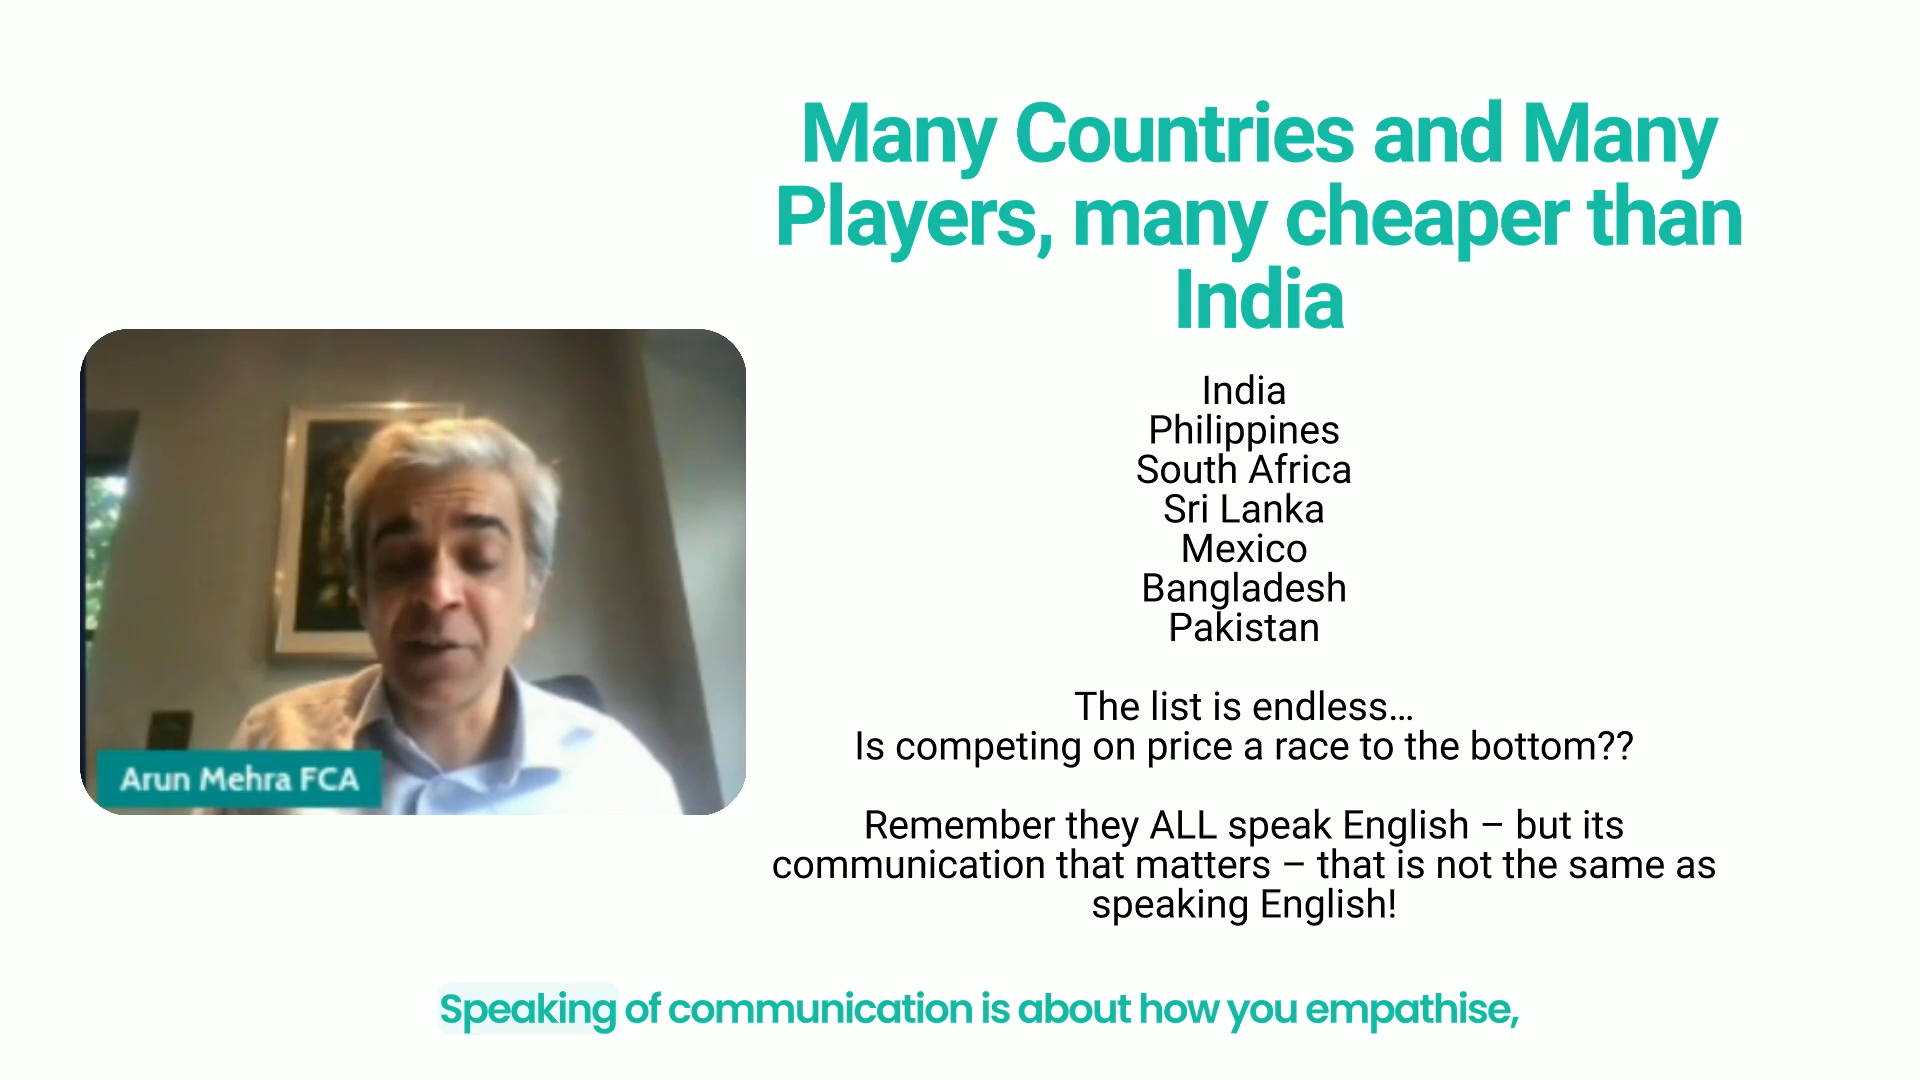 Many Countries and Many
Players, many cheaper than
India
India
Philippines
South Africa
Sri Lanka
Mexico
Bangladesh
Pakistan
The list is endless...
Is competing on price a race to the bottom??
Remember they ALL speak English – but its
communication that matters – that is not the same as
speaking English!
Arun Mehra FCA
Speaking of communication is about how you empathise,